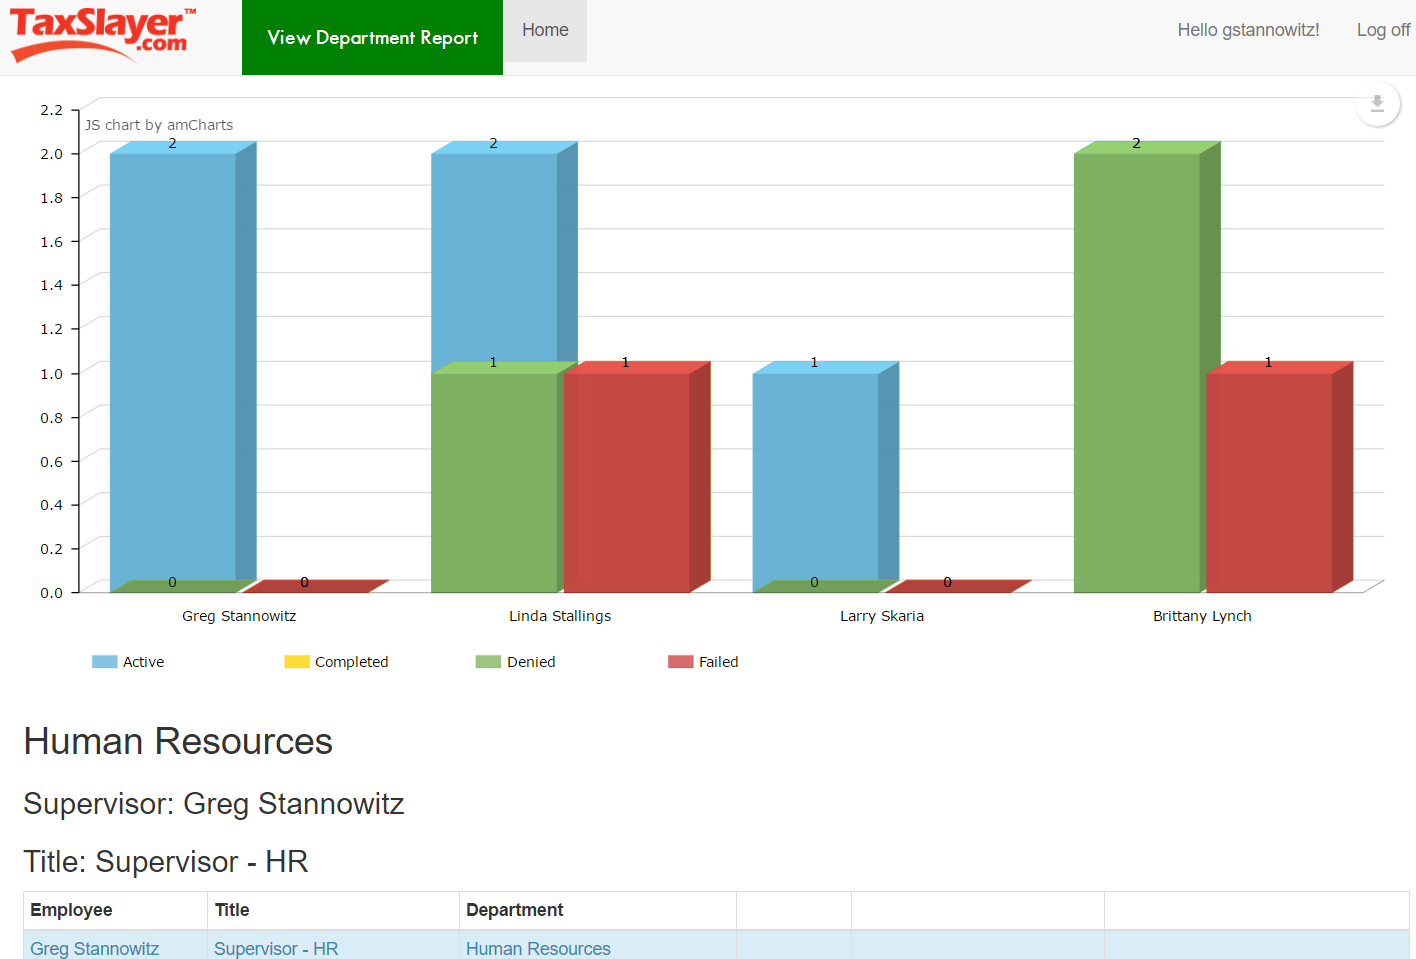 TaxSlayer™
.com
View Department Report
Home
Hello gstannowitz!
Log off
2.2
JS chart by amCharts
2 2 2
2.0
1.8
1.6
1.4
1.2
1 1 1 1
1.0
0.8
0.6
0.4
0.2
0 0 0 0
0.0
Greg Stannowitz Linda Stallings Larry Skaria Brittany Lynch
Active Completed Denied Failed
Human Resources
Supervisor: Greg Stannowitz
Title: Supervisor - HR
Employee Title Department
Greg Stannowitz Supervisor - HR Human Resources